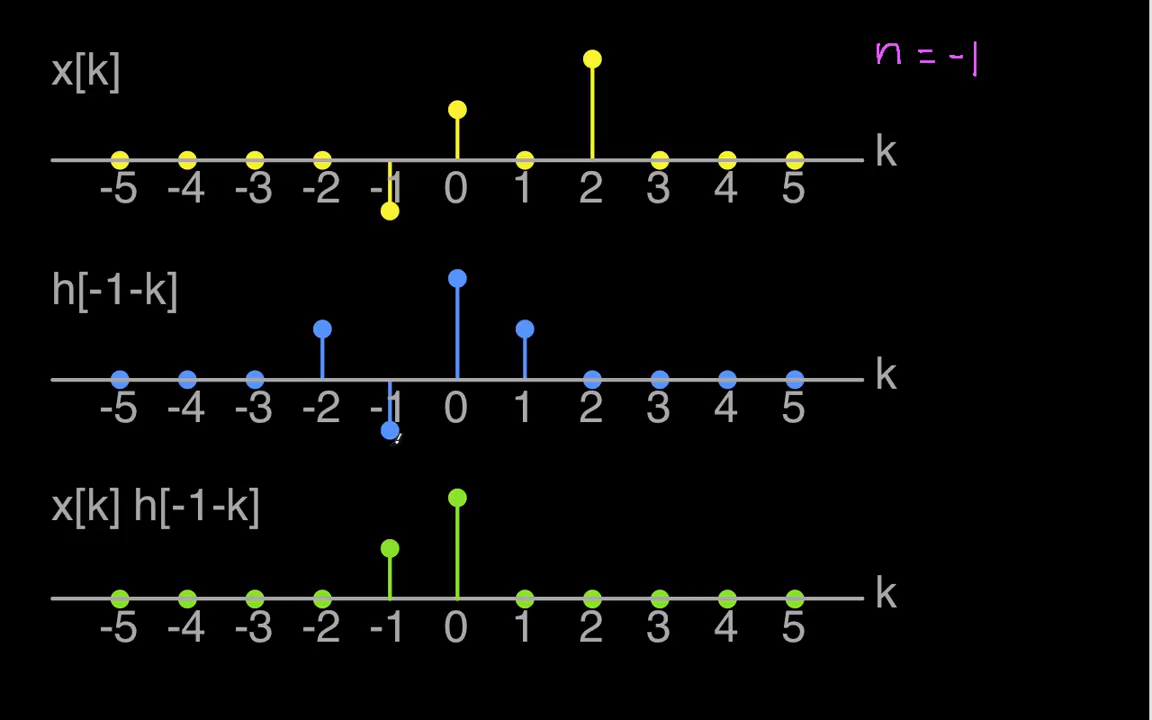 x[k]
n = -1
k
-5 -4 -3 -2 -1 0 1 2 3 4 5
h[-1-k]
k
-5 -4 -3 -2 -1 0 1 2 3 4 5
x[k] h[-1-k]
k
-5 -4 -3 -2 -1 0 1 2 3 4 5